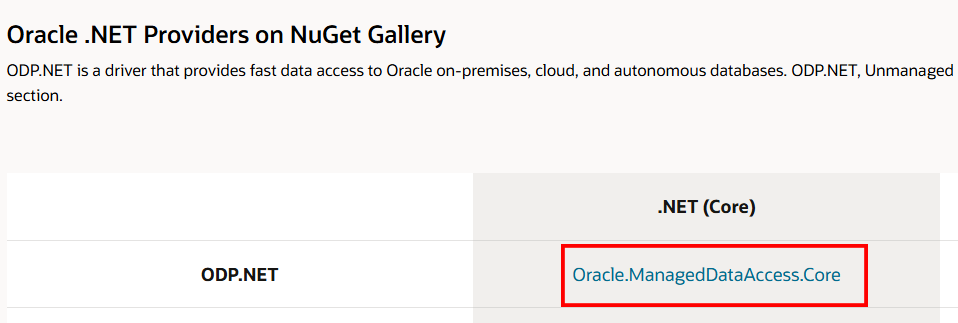 Oracle .NET Providers on NuGet Gallery
ODP.NET is a driver that provides fast data access to Oracle on-premises, cloud, and autonomous databases. ODP.NET, Unmanaged
section.
.NET (Core)
ODP.NET
Oracle.ManagedDataAccess.Core